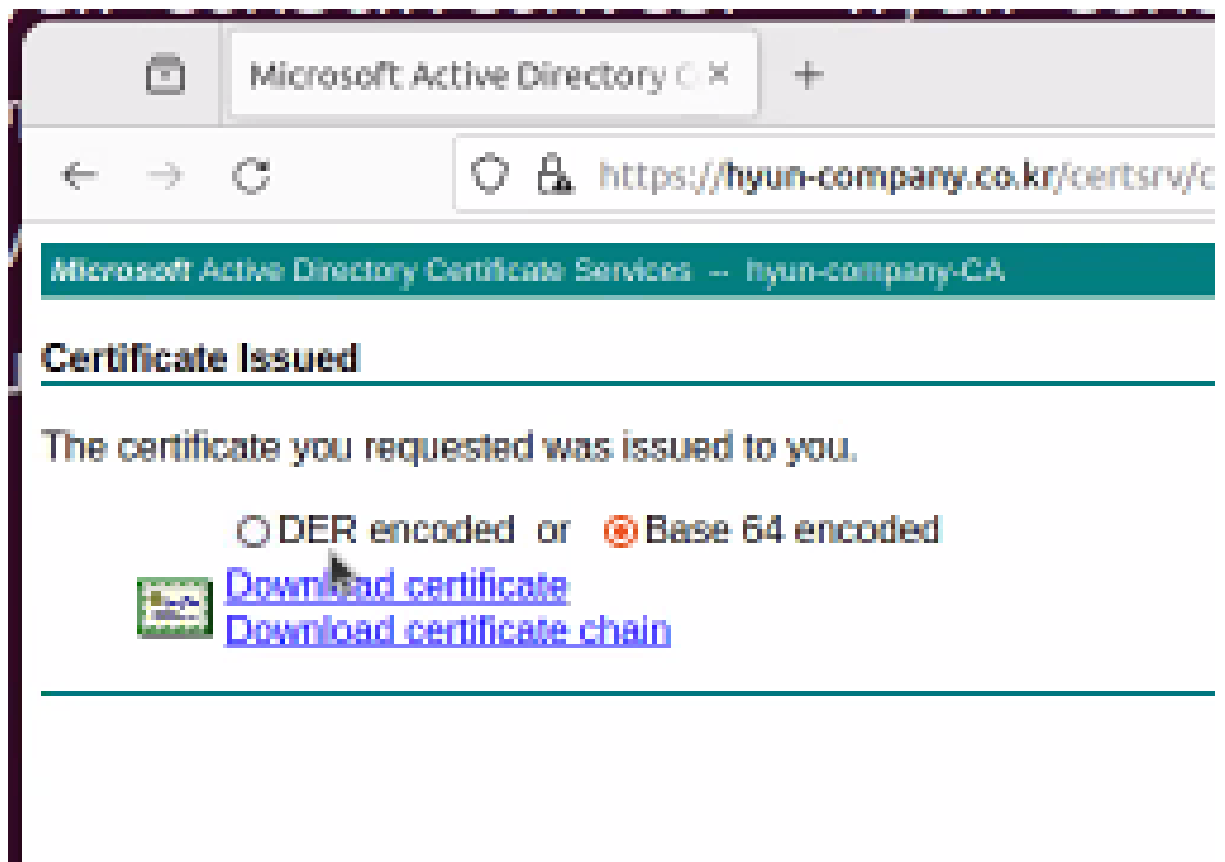 Microsoft Active Directory C
https://hyun-company.co.kr/certsrv/c
Microsoft Active Directory Certificate Services -- hyun-company-CA
Certificate Issued
The certificate you requested was issued to you.
DER encoded or Base 64 encoded
Download certificate
Download certificate chain